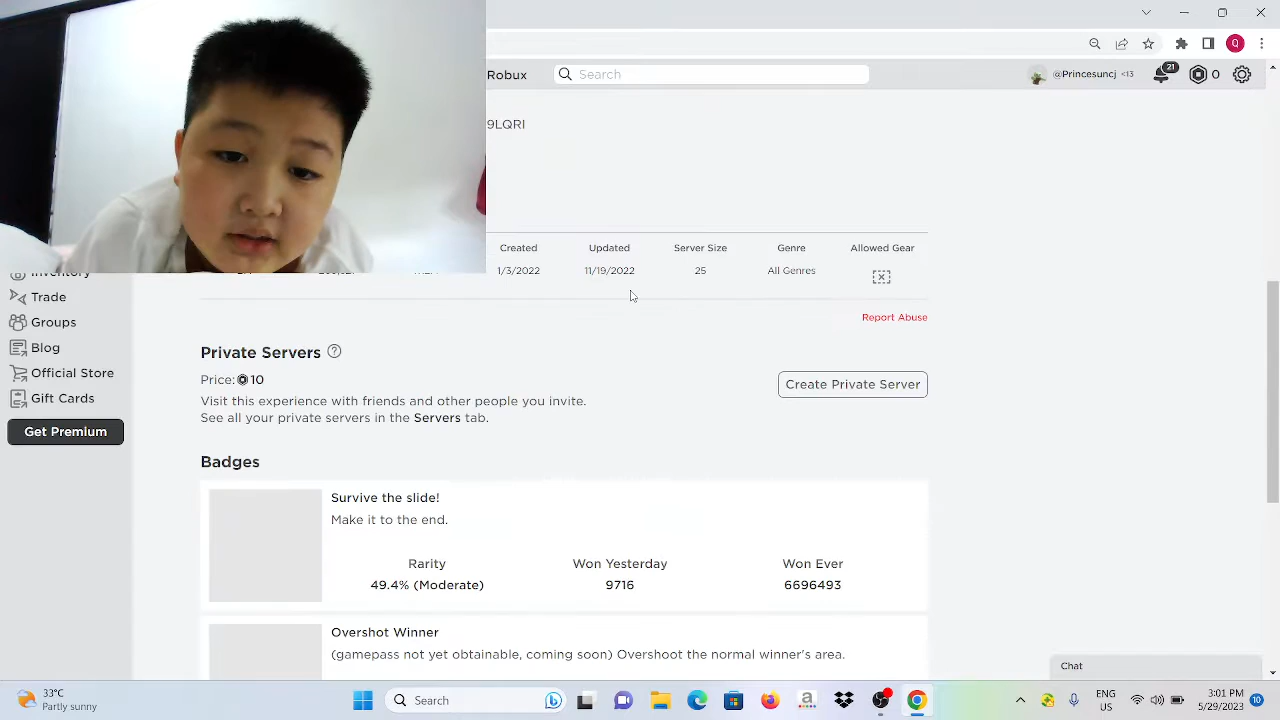 Robux
Search
@Princesuncj <13
21
0
9LQRI
Created
Updated
Server Size
Genre
Allowed Gear
1/3/2022
11/19/2022
25
All Genres
Inventory
Trade
Groups
Blog
Official Store
Gift Cards
Get Premium
Report Abuse
Private Servers
Price: 10
Create Private Server
Visit this experience with friends and other people you invite.
See all your private servers in the Servers tab.
Badges
Survive the slide!
Make it to the end.
Rarity
Won Yesterday
Won Ever
49.4% (Moderate)
9716
6696493
Overshot Winner
(gamepass not yet obtainable, coming soon) Overshoot the normal winner's area.
Chat
33°C
Partly sunny
Search
ENG
PRIVATE
3:01 PM